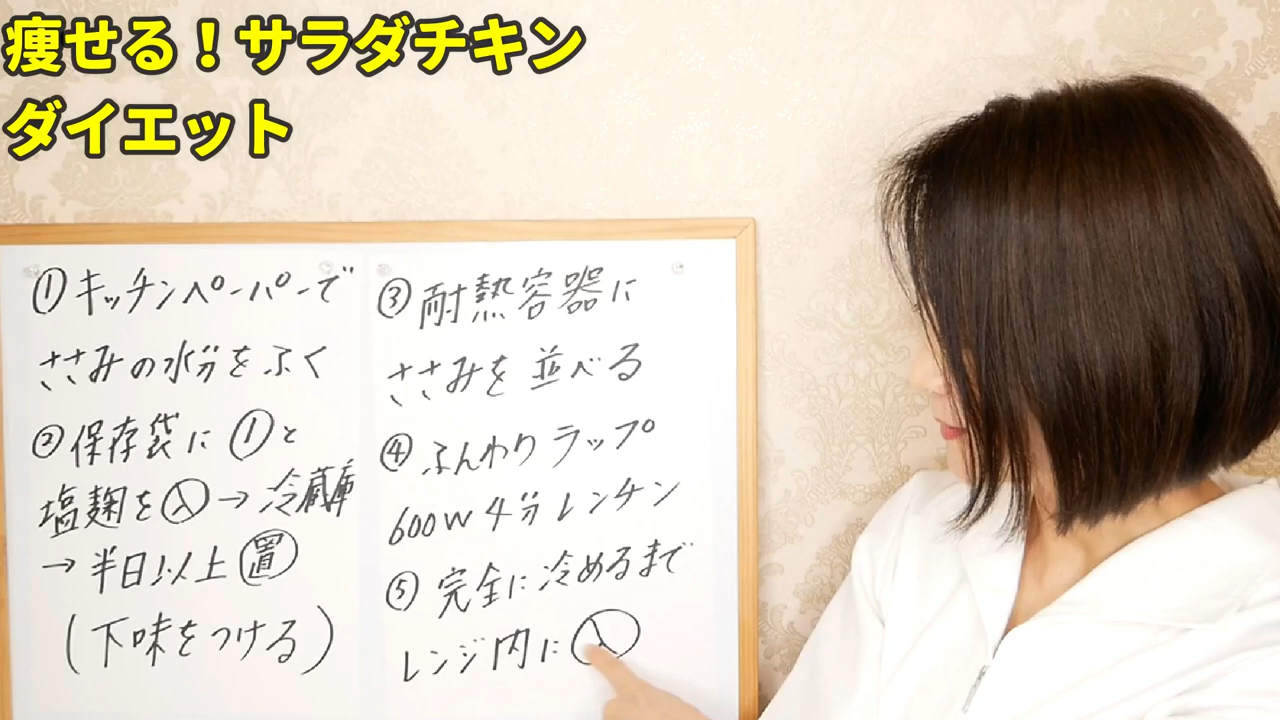 痩せる！サラダチキン
ダイエット
①キッチンペーパーで
ささみの水分をふく
②保存袋に①と
塩麹を入→冷蔵庫
→半日以上置
(下味をつける)
③耐熱容器に
ささみを並べる
④ふんわりラップ
600W4分レンチン
⑤完全に冷めるまで
レンジ内に入